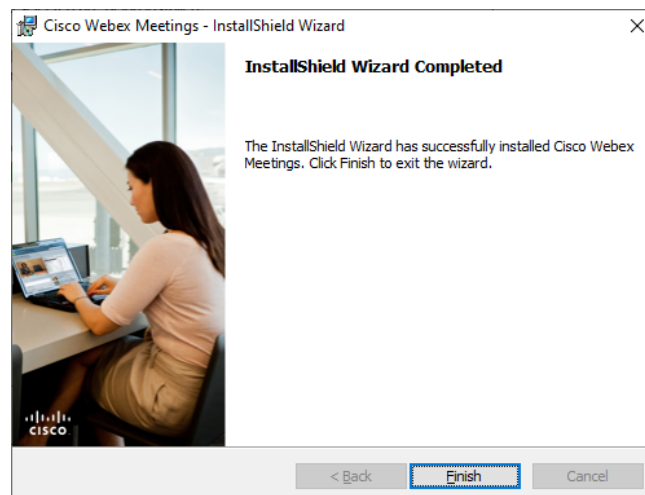 Cisco Webex Meetings - InstallShield Wizard
InstallShield Wizard Completed
The InstallShield Wizard has successfully installed Cisco Webex
Meetings. Click Finish to exit the wizard.
CISCO
< Back
Finish
Cancel